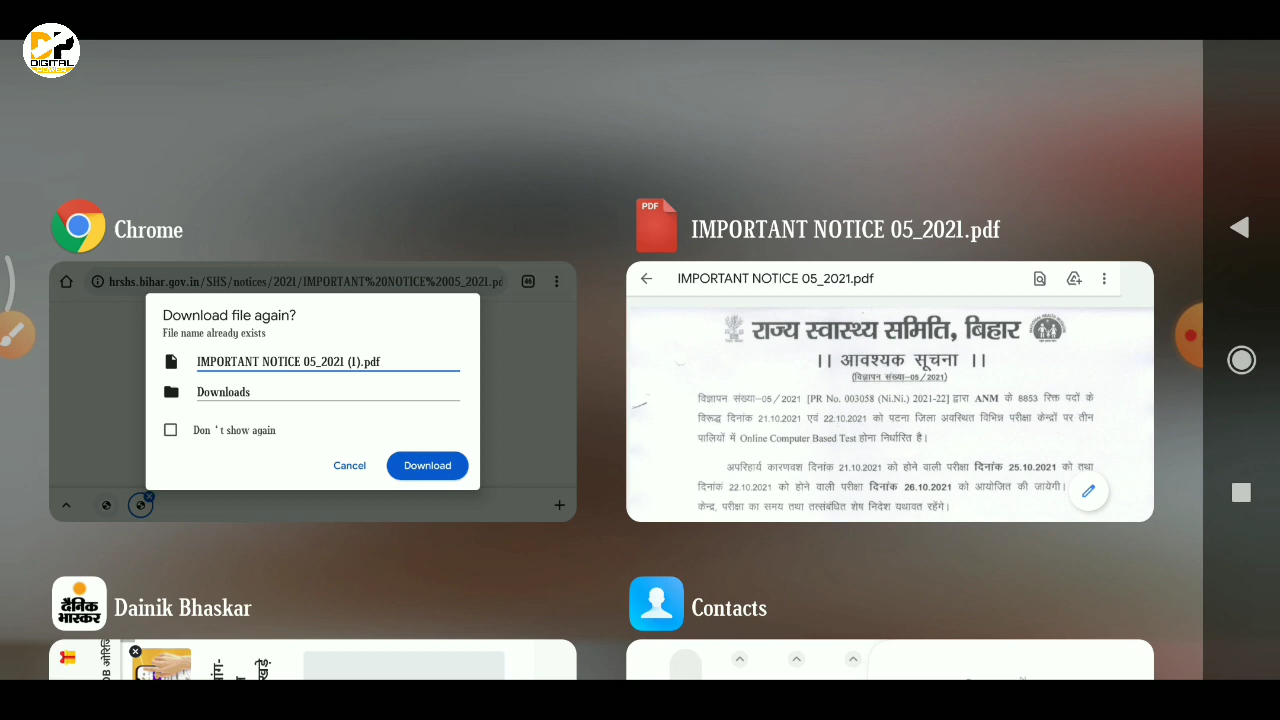 DP
DIGITAL
POWER
Chrome
hrshs.bihar.gov.in/SHS/notices/2021/IMPORTANT%20NOTICE%2005_2021.pd
46
Download file again?
File name already exists
IMPORTANT NOTICE 05_2021 (1).pdf
Downloads
Don‘t show again
Cancel
Download
PDF
IMPORTANT NOTICE 05_2021.pdf
IMPORTANT NOTICE 05_2021.pdf
राज्य स्वास्थ्य समिति, बिहार
।। आवश्यक सूचना ।।
(विज्ञापन संख्या–05/2021)
विज्ञापन संख्या–05/2021 [PR No. 003058 (Ni.Ni.) 2021-22] द्वारा ANM के 8853 रिक्त पदों के
विरूद्ध दिनांक 21.10.2021 एवं 22.10.2021 को पटना जिला अवस्थित विभिन्न परीक्षा केन्द्रों पर तीन
पालियों में Online Computer Based Test होना निर्धारित है।
अपरिहार्य कारणवश दिनांक 21.10.2021 को होने वाली परीक्षा दिनांक 25.10.2021 को तथा
दिनांक 22.10.2021 को होने वाली परीक्षा दिनांक 26.10.2021 को आयोजित की जायेगी।
केन्द्र, परीक्षा का समय तथा तत्संबंधित शेष निदेश यथावत रहेंगे।
दैनिक
भास्कर
Dainik Bhaskar
Contacts